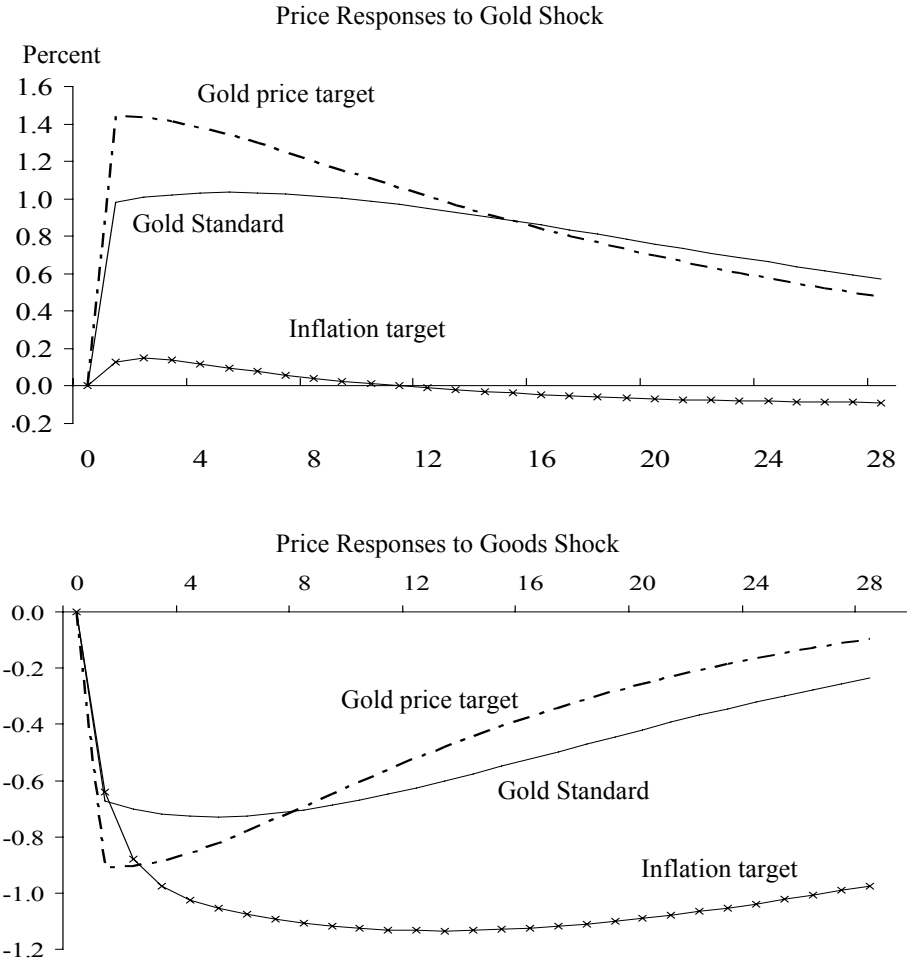 Price Responses to Gold Shock
Percent
1.6
Gold price target
1.4
1.2
1.0
Gold Standard
0.8
0.6
0.4
Inflation target
0.2
0.0
-0.2
0 4 8 12 16 20 24 28
Price Responses to Goods Shock
0 4 8 12 16 20 24 28
0.0
-0.2
Gold price target
-0.4
-0.6
Gold Standard
-0.8
Inflation target
-1.0
-1.2